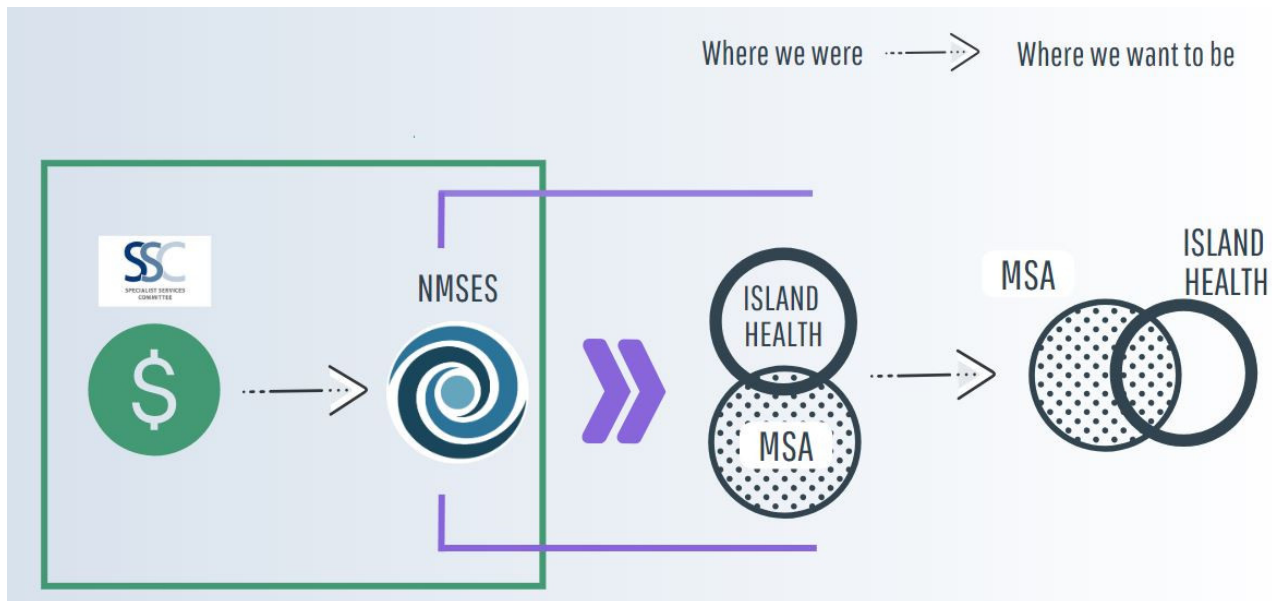 Where we were
Where we want to be
SSC
SPECIALIST SERVICES
COMMITTEE
$
NMSES
ISLAND
HEALTH
MSA
MSA
ISLAND
HEALTH